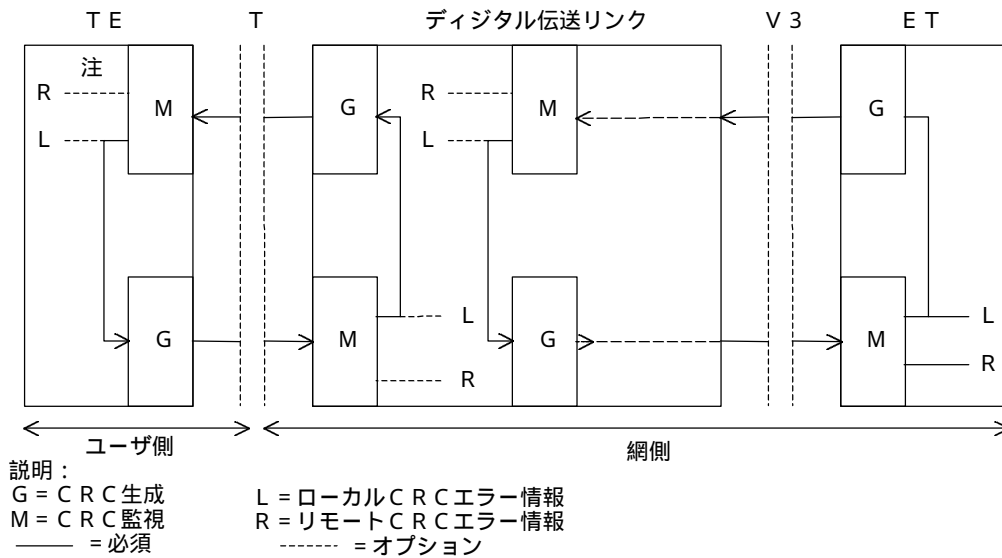 ＴＥ Ｔ ディジタル伝送リンク Ｖ３ ＥＴ
注
R M G R M G
L L
G M L G M L
R R
ユーザ側 網側
説明：
G = ＣＲＣ生成 L = ローカルＣＲＣエラー情報
M = ＣＲＣ監視 R = リモートＣＲＣエラー情報
= 必須 = オプション